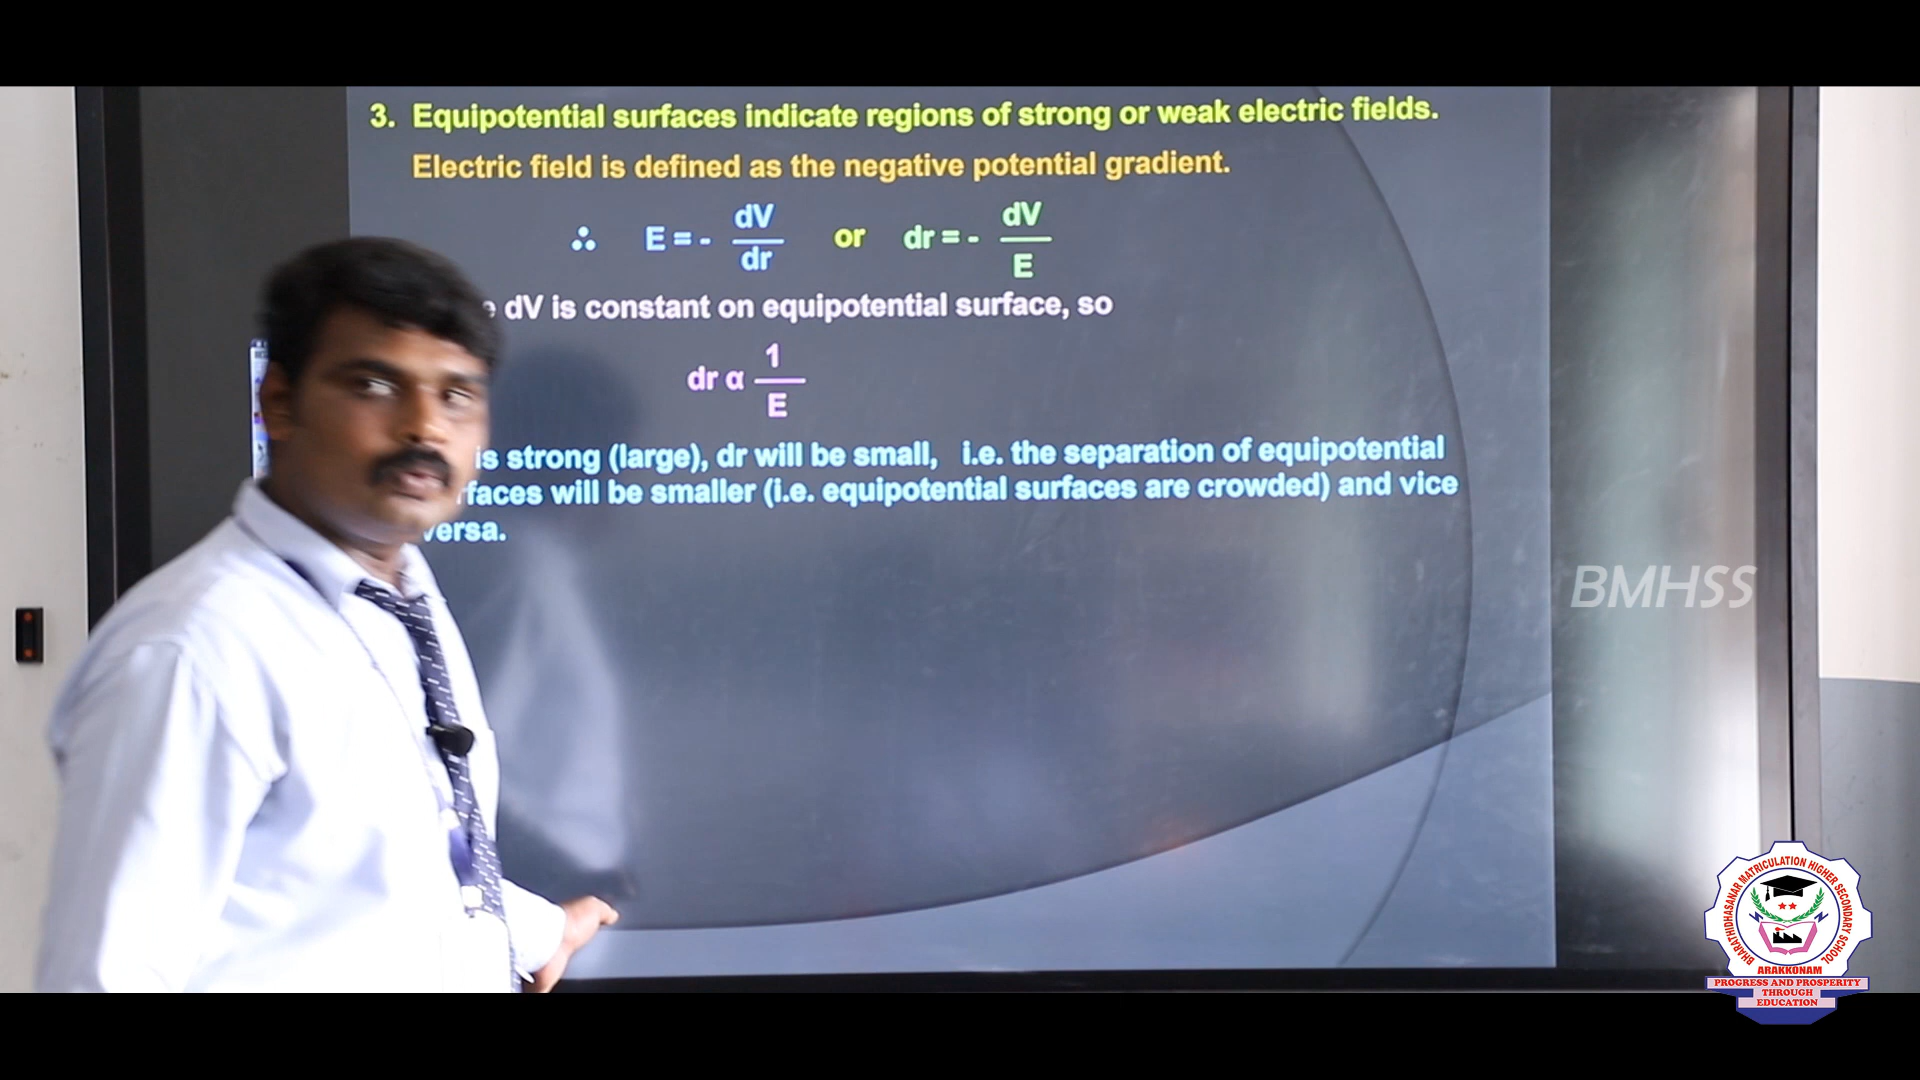 3. Equipotential surfaces indicate regions of strong or weak electric fields.
Electric field is defined as the negative potential gradient.
∴ E = - dV/dr or dr = - dV/E
dV is constant on equipotential surface, so
dr α 1/E
is strong (large), dr will be small, i.e. the separation of equipotential
faces will be smaller (i.e. equipotential surfaces are crowded) and vice
versa.
BMHSS
BHARATHIDHASANAR MATRICULATION HIGHER SECONDARY SCHOOL
ARAKKONAM
PROGRESS AND PROSPERITY
THROUGH
EDUCATION